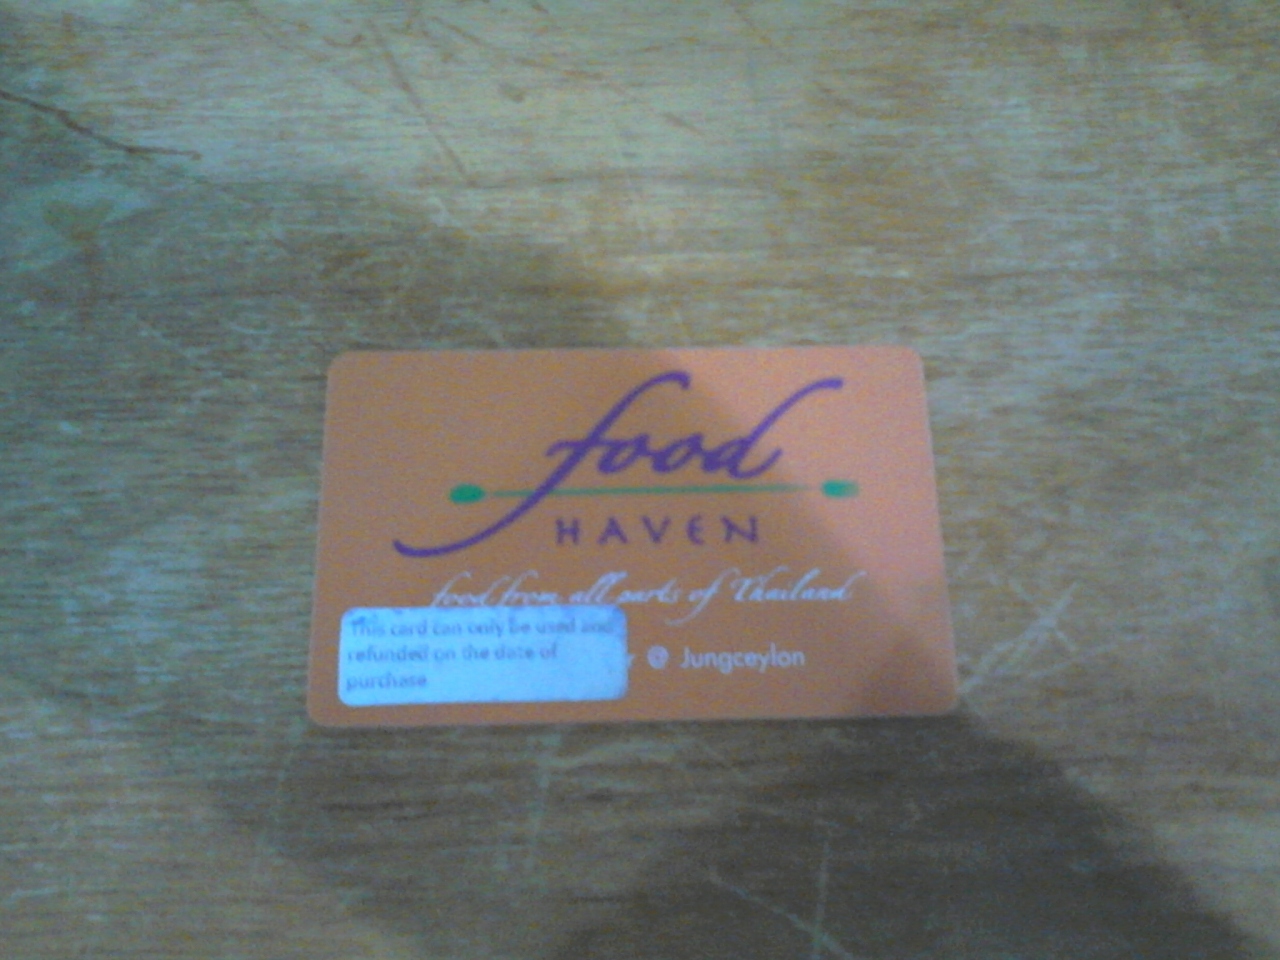 food
HAVEN
food from all parts of Thailand
This card can only be used and
refunded on the date of
purchase
@ Jungceylon